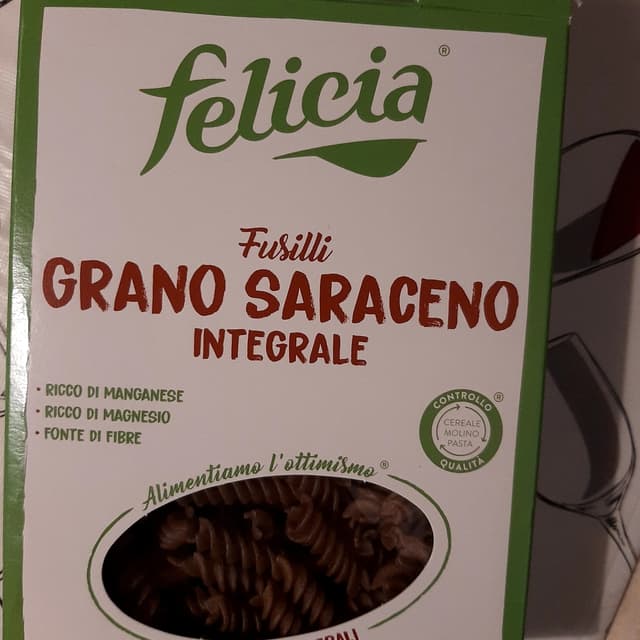 felicia®
Fusilli
GRANO SARACENO
INTEGRALE
• RICCO DI MANGANESE
• RICCO DI MAGNESIO
• FONTE DI FIBRE
CONTROLLO®
CEREALE
MOLINO
PASTA
QUALITÀ
Alimentiamo l'ottimismo®